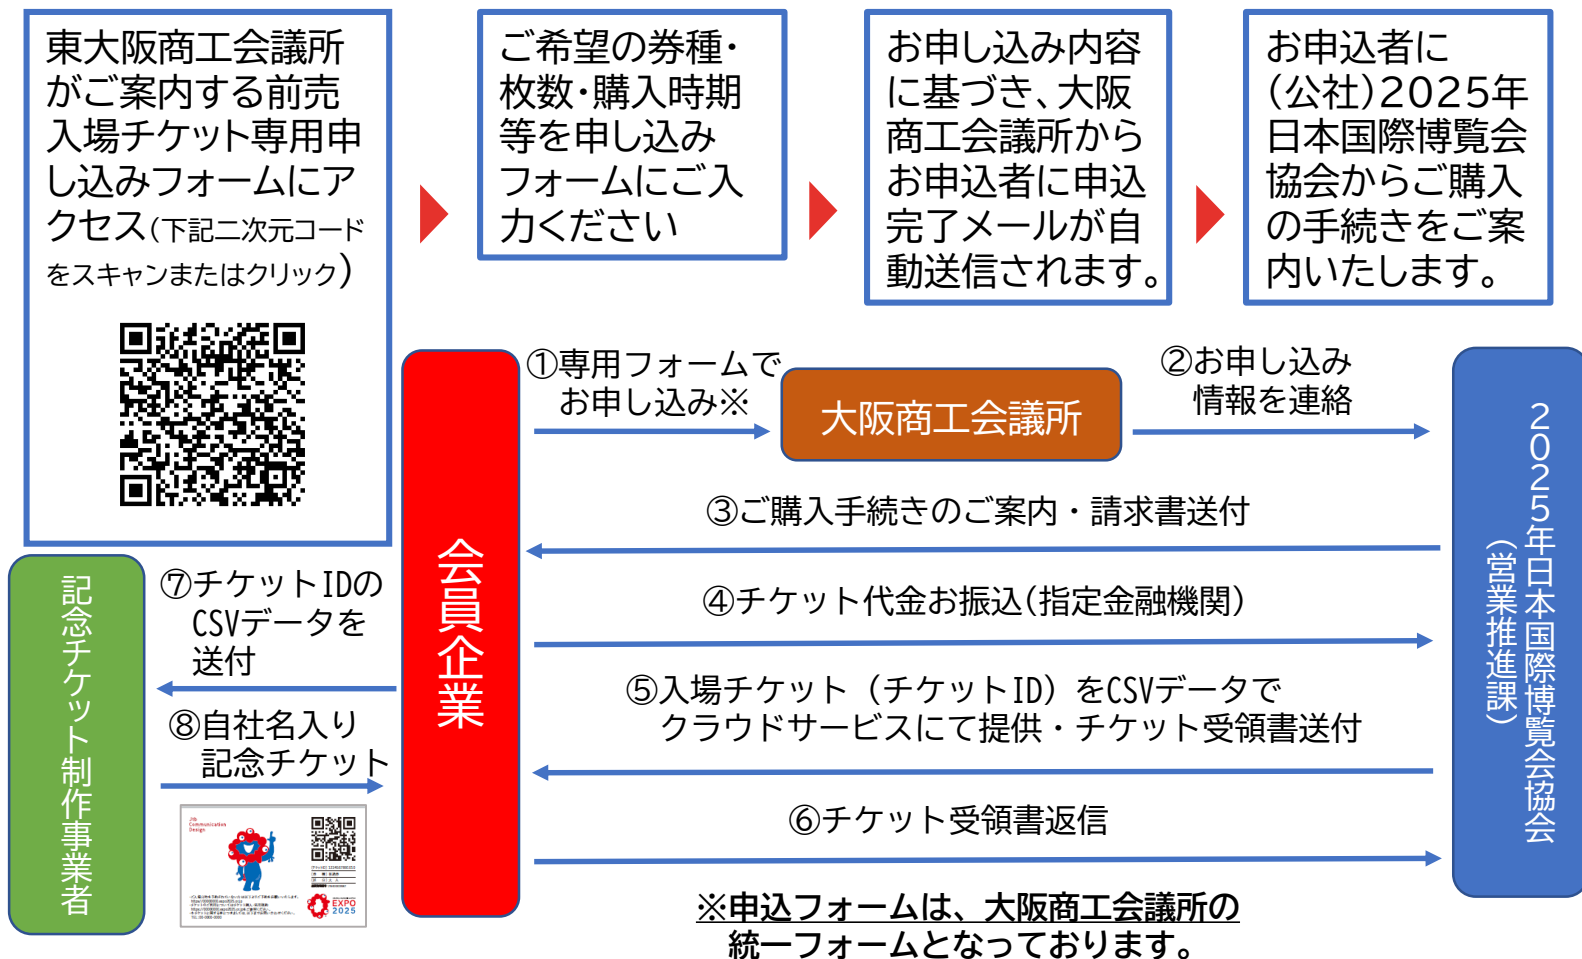 東大阪商工会議所
がご案内する前売
入場チケット専用申
し込みフォームにア
クセス(下記二次元コード
をスキャンまたはクリック)
ご希望の券種・
枚数・購入時期
等を申し込み
フォームにご入
力ください
お申し込み内容
に基づき、大阪
商工会議所から
お申込者に申込
完了メールが自
動送信されます。
お申込者に
(公社)2025年
日本国際博覧会
協会からご購入
の手続きをご案
内いたします。
①専用フォームで
お申し込み※
大阪商工会議所
②お申し込み
情報を連絡
会員企業
2025年日本国際博覧会協会
(営業推進課)
③ご購入手続きのご案内・請求書送付
④チケット代金お振込(指定金融機関)
⑤入場チケット(チケットID)をCSVデータで
クラウドサービスにて提供・チケット受領書送付
⑥チケット受領書返信
記念チケット制作事業者
⑦チケットIDの
CSVデータを
送付
⑧自社名入り
記念チケット
Communication
Design
EXPO
2025
※申込フォームは、大阪商工会議所の
統一フォームとなっております。